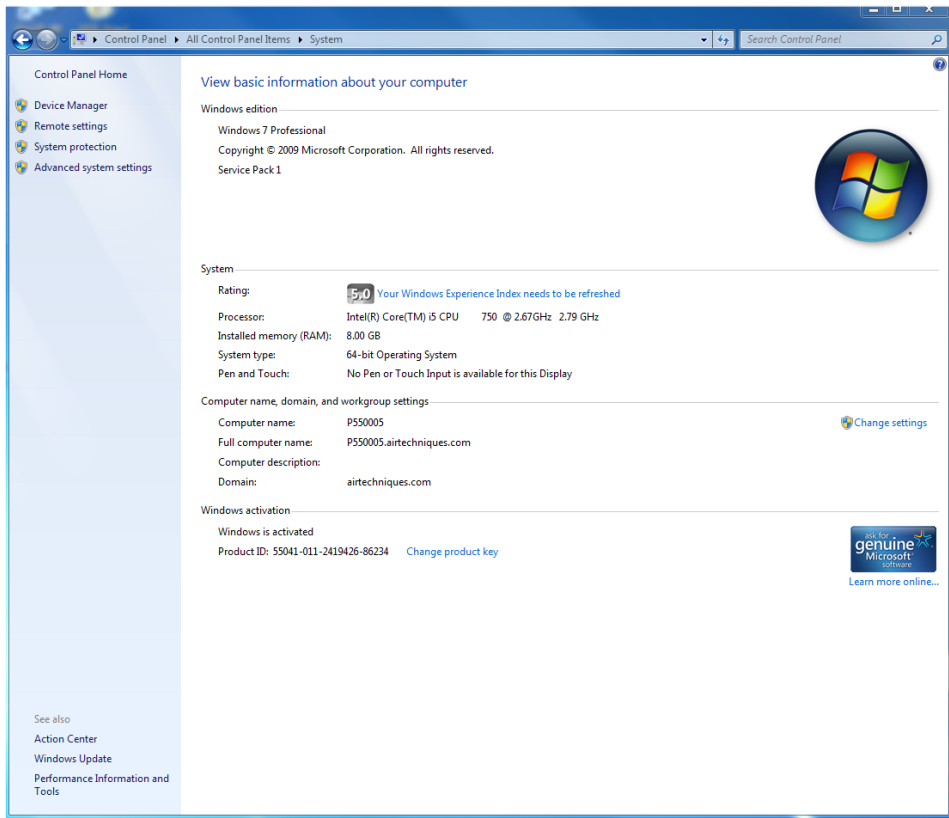 Control Panel ▸ All Control Panel Items ▸ System
Search Control Panel
Control Panel Home
Device Manager
Remote settings
System protection
Advanced system settings
View basic information about your computer
Windows edition
Windows 7 Professional
Copyright © 2009 Microsoft Corporation. All rights reserved.
Service Pack 1
System
Rating: 5.0 Your Windows Experience Index needs to be refreshed
Processor: Intel(R) Core(TM) i5 CPU 750 @ 2.67GHz 2.79 GHz
Installed memory (RAM): 8.00 GB
System type: 64-bit Operating System
Pen and Touch: No Pen or Touch Input is available for this Display
Computer name, domain, and workgroup settings
Computer name: P550005 Change settings
Full computer name: P550005.airtechniques.com
Computer description:
Domain: airtechniques.com
Windows activation
Windows is activated
Product ID: 55041-011-2419426-86234 Change product key
ask for
genuine
Microsoft
software
Learn more online...
See also
Action Center
Windows Update
Performance Information and
Tools